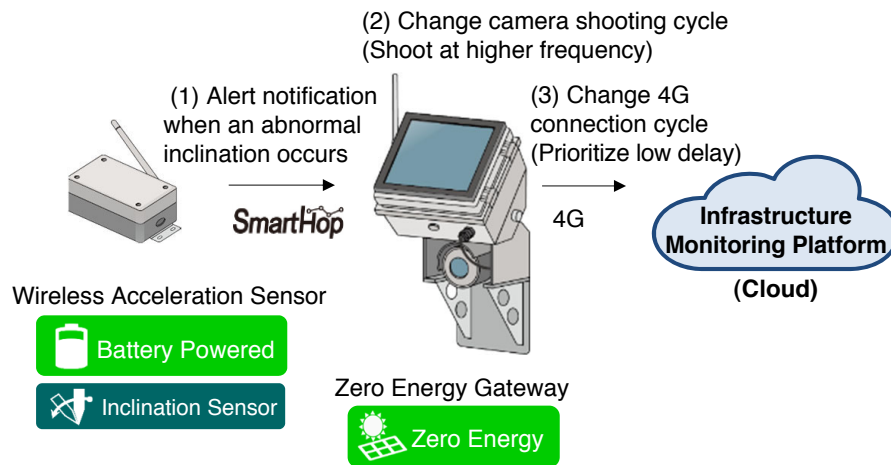 (2) Change camera shooting cycle
(Shoot at higher frequency)
(1) Alert notification
when an abnormal
inclination occurs
(3) Change 4G
connection cycle
(Prioritize low delay)
SmartHop
4G
Infrastructure
Monitoring Platform
(Cloud)
Wireless Acceleration Sensor
Battery Powered
Inclination Sensor
Zero Energy Gateway
Zero Energy